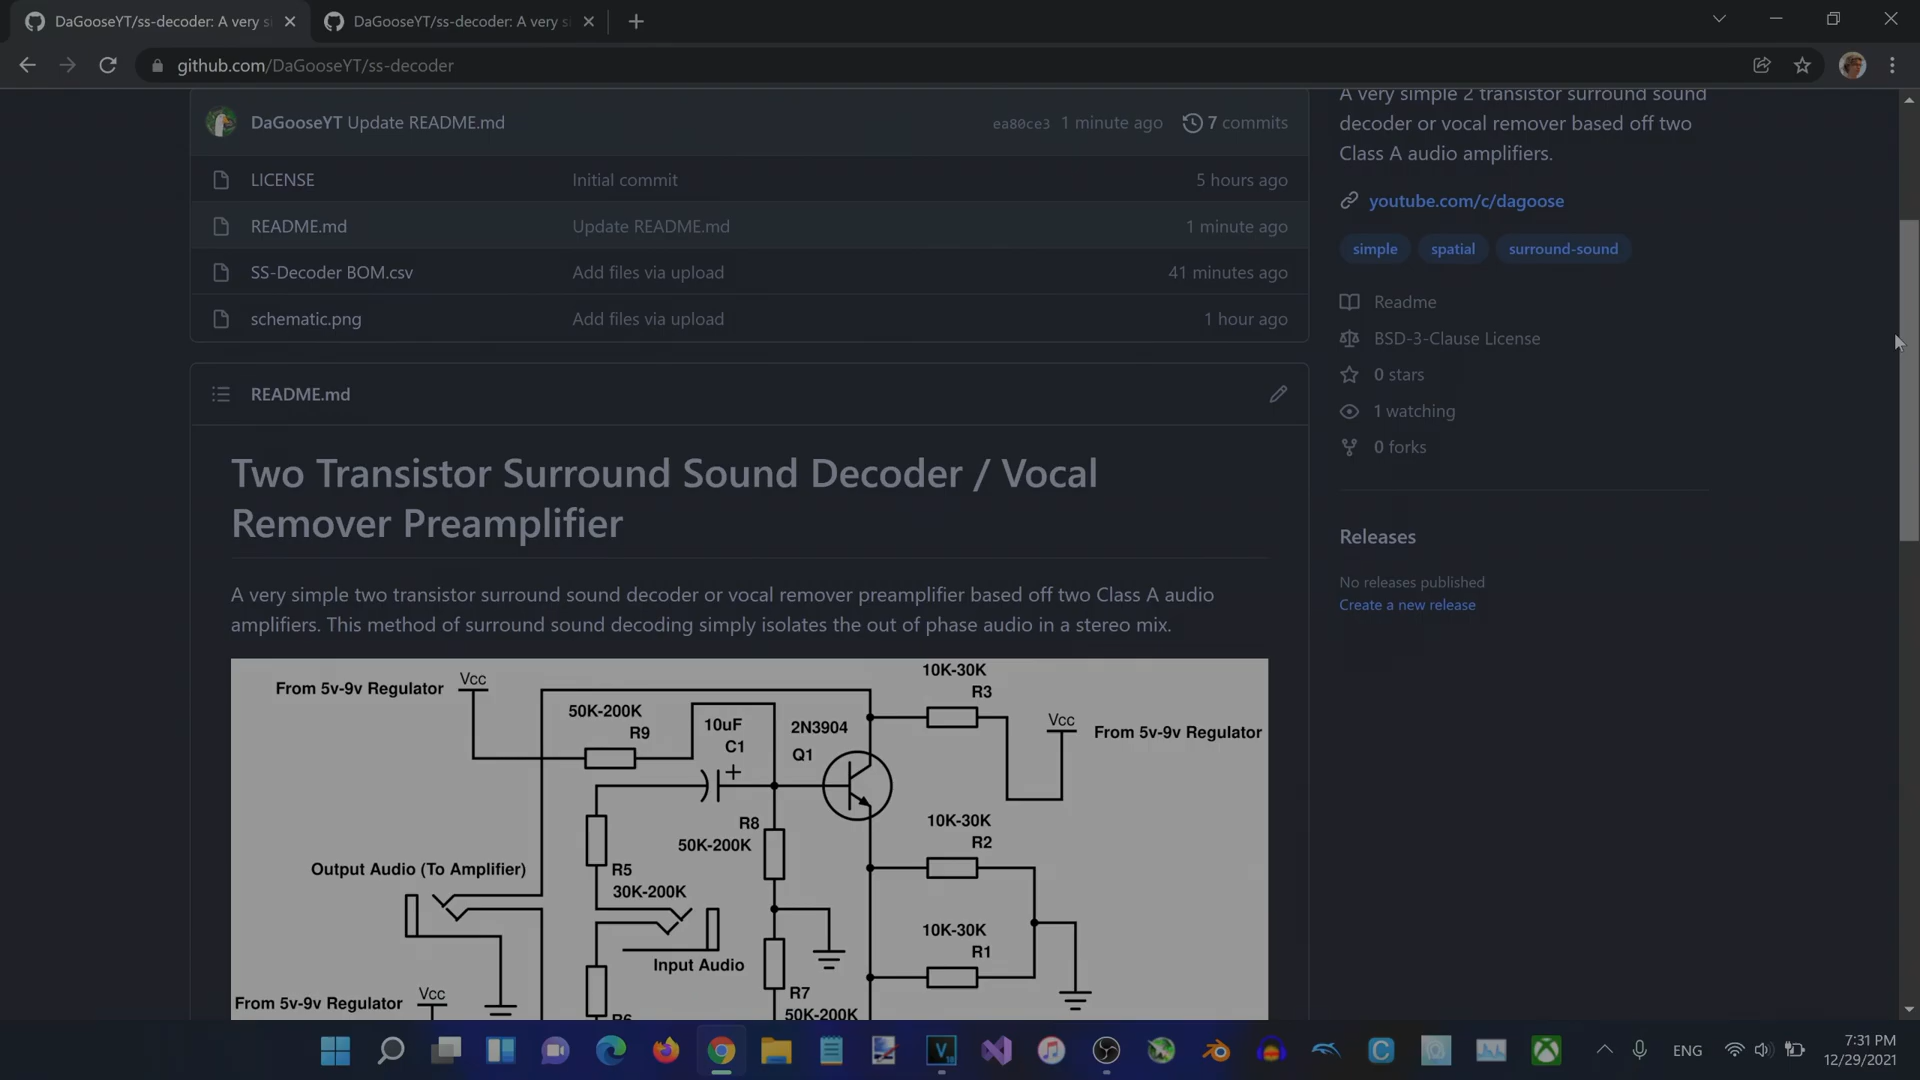 DaGooseYT/ss-decoder: A very si
DaGooseYT/ss-decoder: A very s
github.com/DaGooseYT/ss-decoder
DaGooseYT Update README.md
ea80ce3 1 minute ago 7 commits
LICENSE Initial commit 5 hours ago
README.md Update README.md 1 minute ago
SS-Decoder BOM.csv Add files via upload 41 minutes ago
schematic.png Add files via upload 1 hour ago
README.md
Two Transistor Surround Sound Decoder / Vocal
Remover Preamplifier
A very simple two transistor surround sound decoder or vocal remover preamplifier based off two Class A audio
amplifiers. This method of surround sound decoding simply isolates the out of phase audio in a stereo mix.
From 5v-9v Regulator
Vcc
50K-200K
R9
10uF
C1
+
2N3904
Q1
10K-30K
R3
Vcc
From 5v-9v Regulator
R8
50K-200K
10K-30K
R2
Output Audio (To Amplifier)
R5
30K-200K
10K-30K
R1
Input Audio
From 5v-9v Regulator
Vcc
R7
50K-200K
R6
A very simple 2 transistor surround sound
decoder or vocal remover based off two
Class A audio amplifiers.
youtube.com/c/dagoose
simple spatial surround-sound
Readme
BSD-3-Clause License
0 stars
1 watching
0 forks
Releases
No releases published
Create a new release
ENG
7:31 PM
12/29/2021